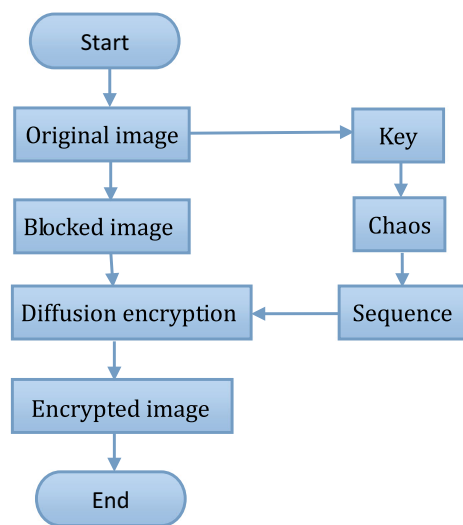 Start
Original image
Key
Blocked image
Chaos
Diffusion encryption
Sequence
Encrypted image
End